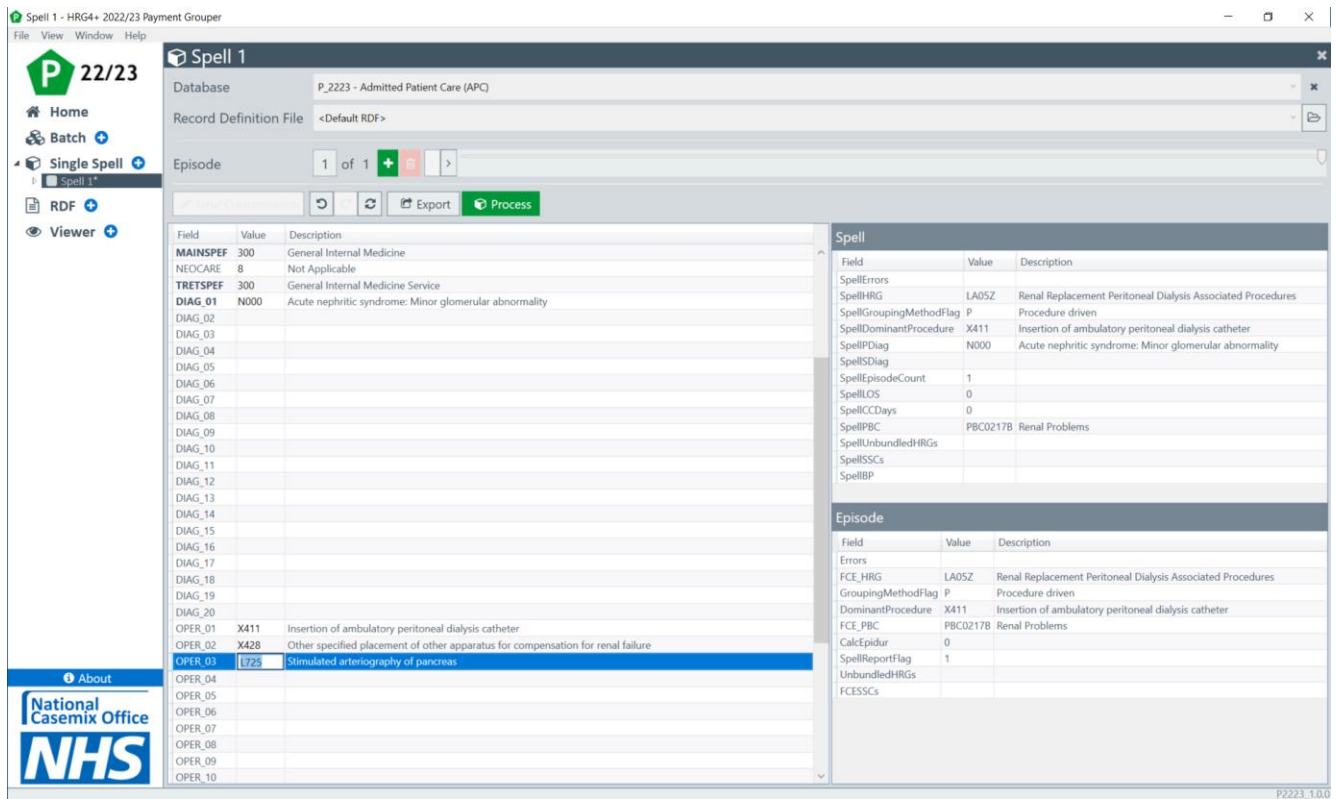 Spell 1 - HRG4+ 2022/23 Payment Grouper
File View Window Help
P 22/23
Home
Batch
Single Spell
Spell 1*
RDF
Viewer
About
National
Casemix Office
NHS
Spell 1
Database P_2223 - Admitted Patient Care (APC)
Record Definition File <Default RDF>
Episode 1 of 1
Export Process
Field Value Description
MAINSPEF 300 General Internal Medicine
NEOCARE 8 Not Applicable
TRETSPEF 300 General Internal Medicine Service
DIAG_01 N000 Acute nephritic syndrome: Minor glomerular abnormality
DIAG_02
DIAG_03
DIAG_04
DIAG_05
DIAG_06
DIAG_07
DIAG_08
DIAG_09
DIAG_10
DIAG_11
DIAG_12
DIAG_13
DIAG_14
DIAG_15
DIAG_16
DIAG_17
DIAG_18
DIAG_19
DIAG_20
OPER_01 X411 Insertion of ambulatory peritoneal dialysis catheter
OPER_02 X428 Other specified placement of other apparatus for compensation for renal failure
OPER_03 L725 Stimulated arteriography of pancreas
OPER_04
OPER_05
OPER_06
OPER_07
OPER_08
OPER_09
OPER_10
Spell
Field Value Description
SpellErrors
SpellHRG LA05Z Renal Replacement Peritoneal Dialysis Associated Procedures
SpellGroupingMethodFlag P Procedure driven
SpellDominantProcedure X411 Insertion of ambulatory peritoneal dialysis catheter
SpellPDiag N000 Acute nephritic syndrome: Minor glomerular abnormality
SpellSDiag
SpellEpisodeCount 1
SpellLOS 0
SpellCCDays 0
SpellPBC PBC0217B Renal Problems
SpellUnbundledHRGs
SpellSSCs
SpellBP
Episode
Field Value Description
Errors
FCE_HRG LA05Z Renal Replacement Peritoneal Dialysis Associated Procedures
GroupingMethodFlag P Procedure driven
DominantProcedure X411 Insertion of ambulatory peritoneal dialysis catheter
FCE_PBC PBC0217B Renal Problems
CalcEpidur 0
SpellReportFlag 1
UnbundledHRGs
FCESSCs
P2223_1.0.0